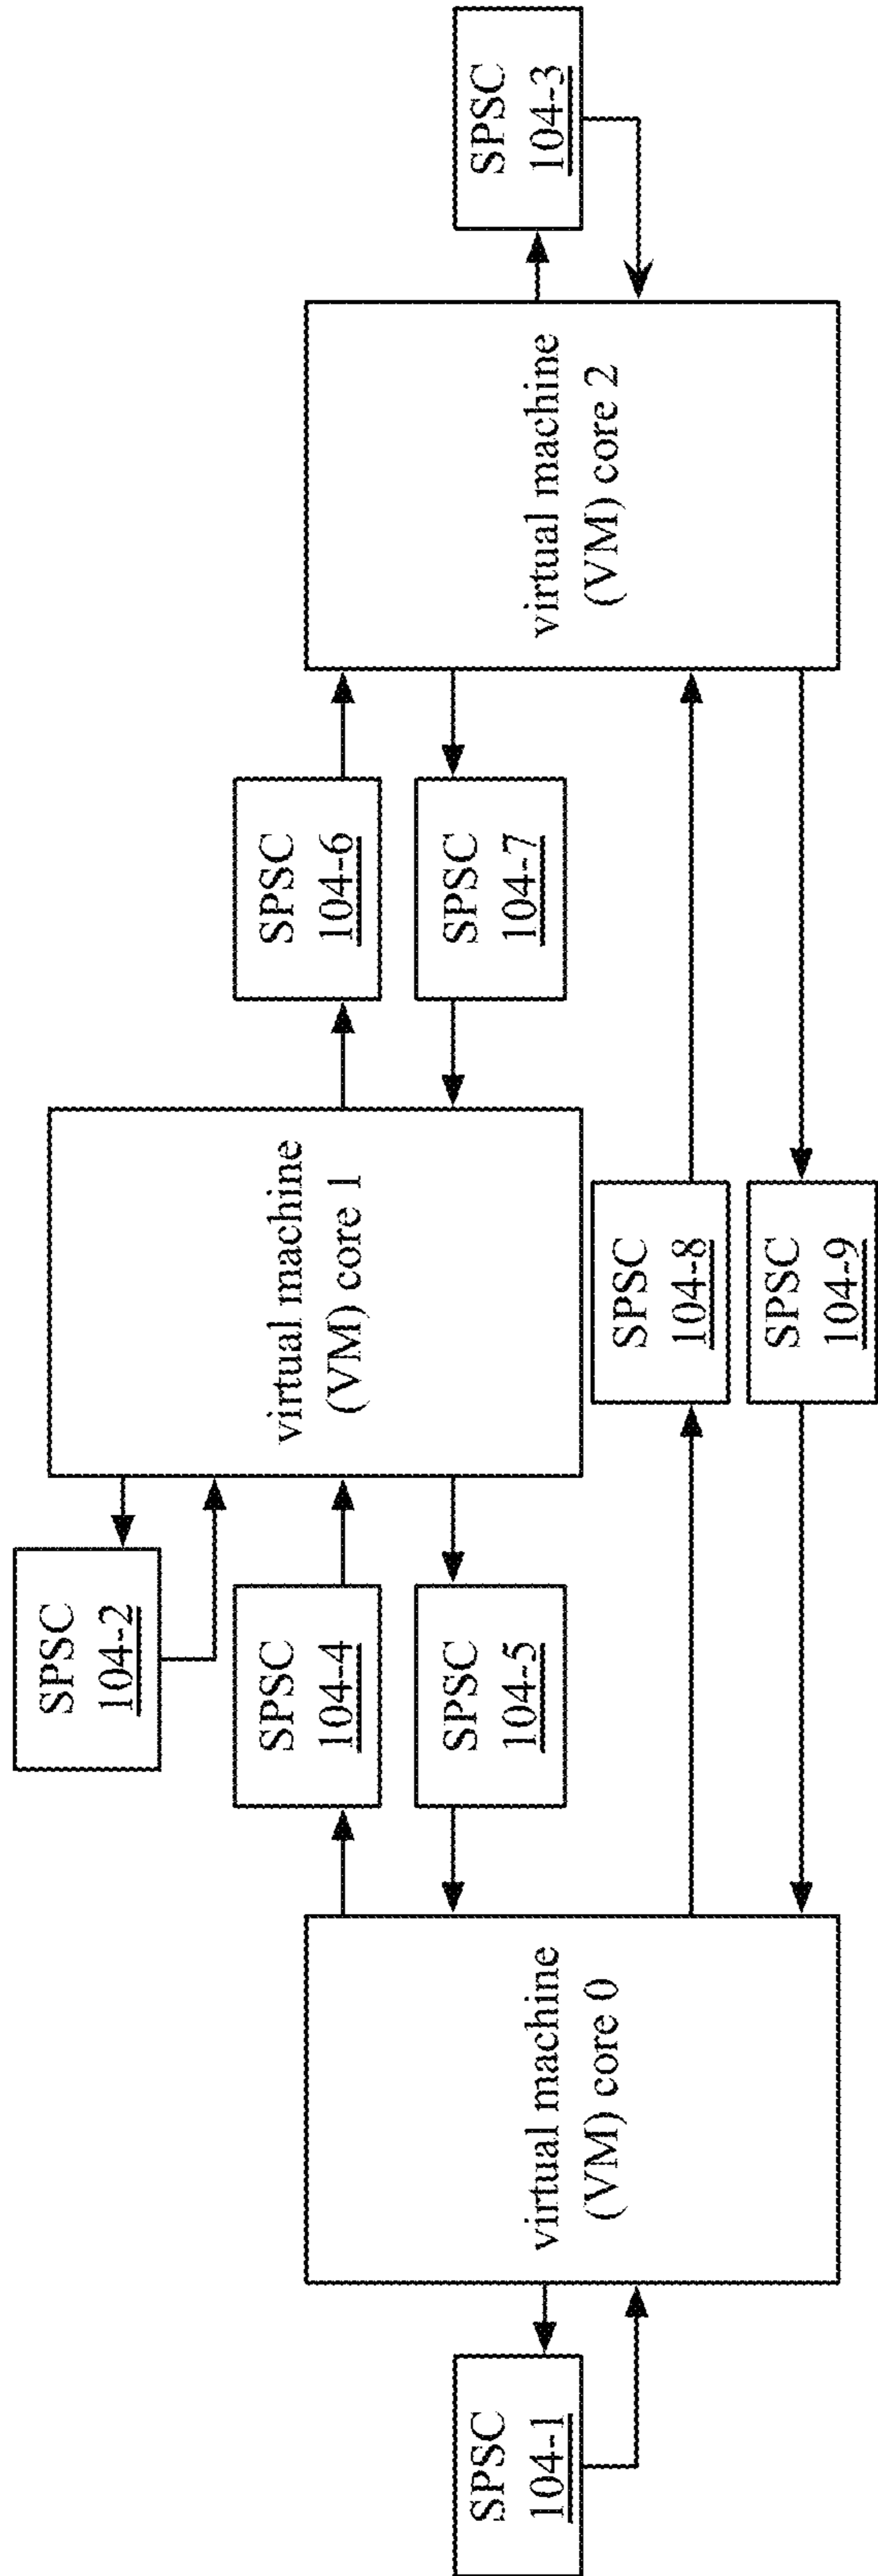 SPSC
104-2
SPSC
104-4
SPSC
104-5
SPSC
104-6
SPSC
104-7
virtual machine
(VM) core 1
SPSC
104-1
virtual machine
(VM) core 0
virtual machine
(VM) core 2
SPSC
104-3
SPSC
104-8
SPSC
104-9